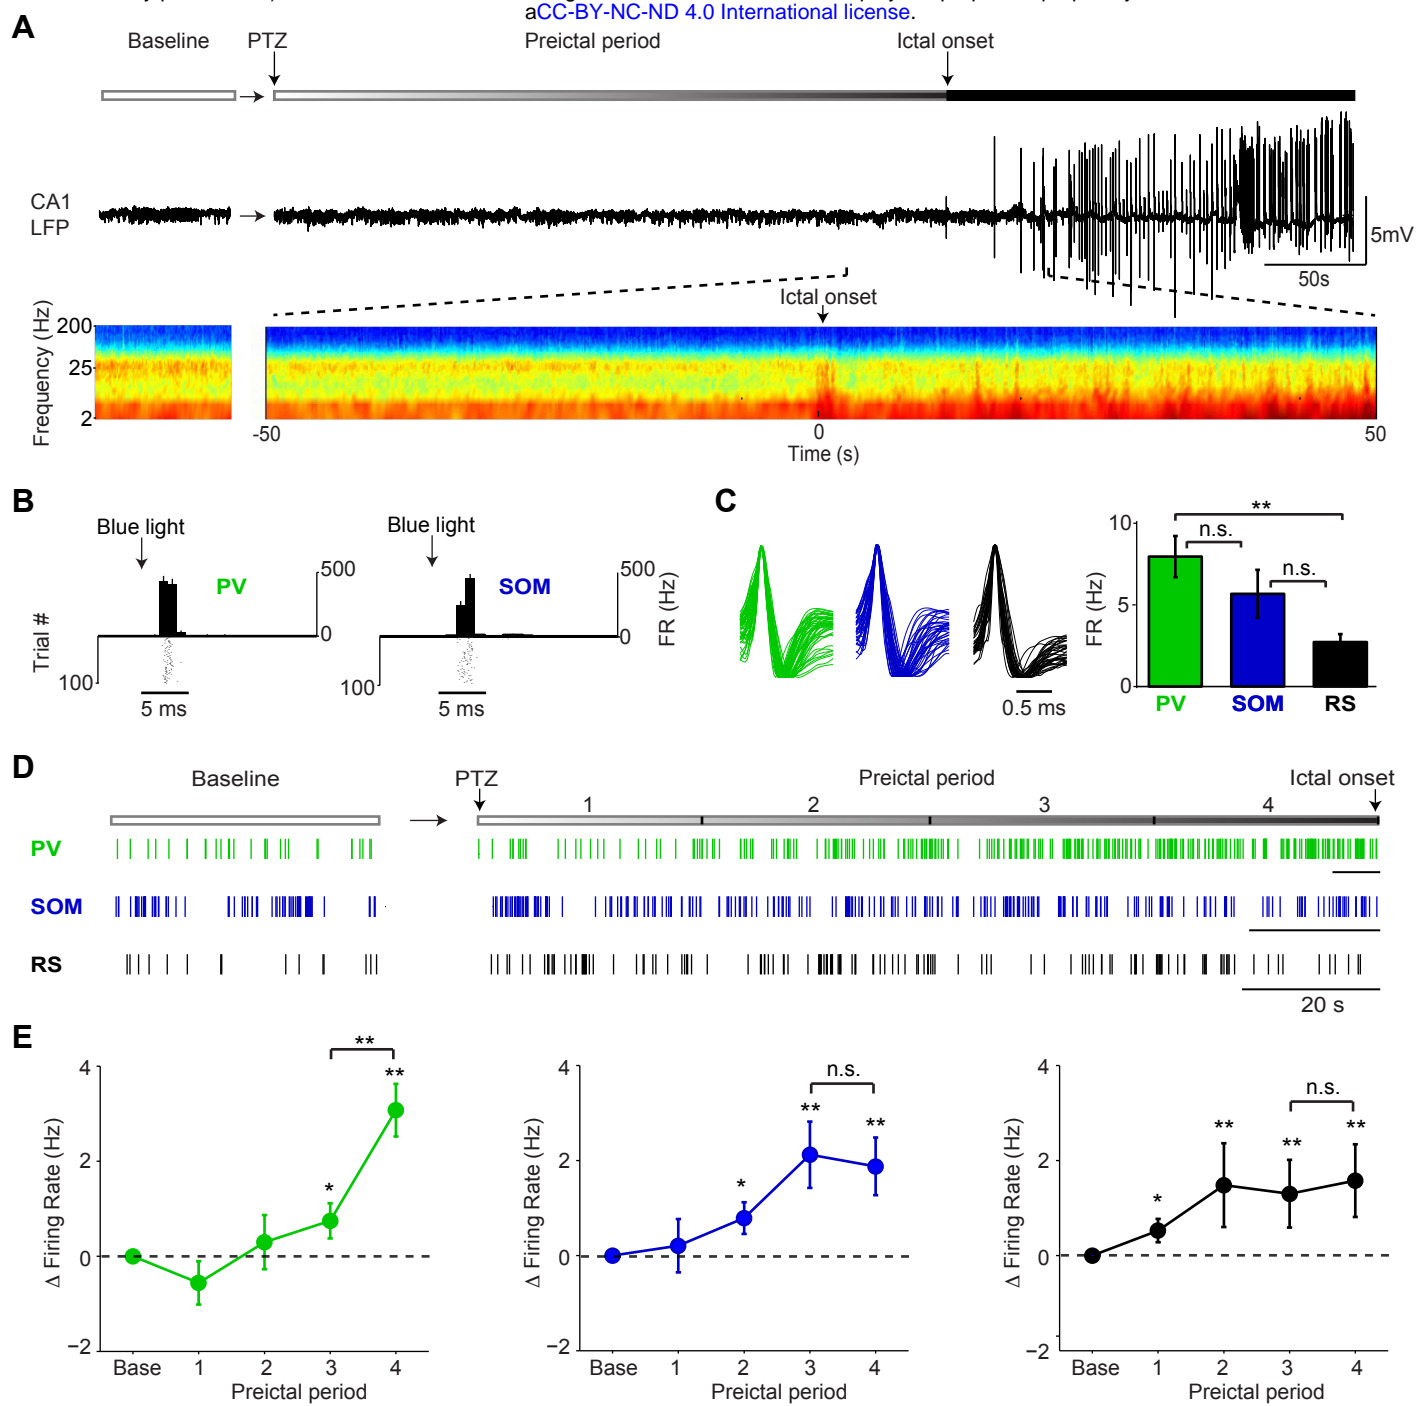 aCC-BY-NC-ND 4.0 International license.
A
Baseline
PTZ
Preictal period
Ictal onset
CA1
LFP
5mV
50s
Ictal onset
Frequency (Hz)
200
25
2
-50
0
50
Time (s)
B
Blue light
PV
500
0
Trial #
100
5 ms
Blue light
SOM
500
0
FR (Hz)
100
5 ms
C
0.5 ms
FR (Hz)
10
5
0
**
n.s.
n.s.
PV
SOM
RS
D
Baseline
PTZ
Preictal period
Ictal onset
1
2
3
4
PV
SOM
RS
20 s
E
Δ Firing Rate (Hz)
4
2
0
−2
**
**
*
Base
1
2
3
4
Preictal period
Δ Firing Rate (Hz)
4
2
0
−2
n.s.
**
**
*
Base
1
2
3
4
Preictal period
Δ Firing Rate (Hz)
4
2
0
−2
n.s.
**
**
**
*
Base
1
2
3
4
Preictal period